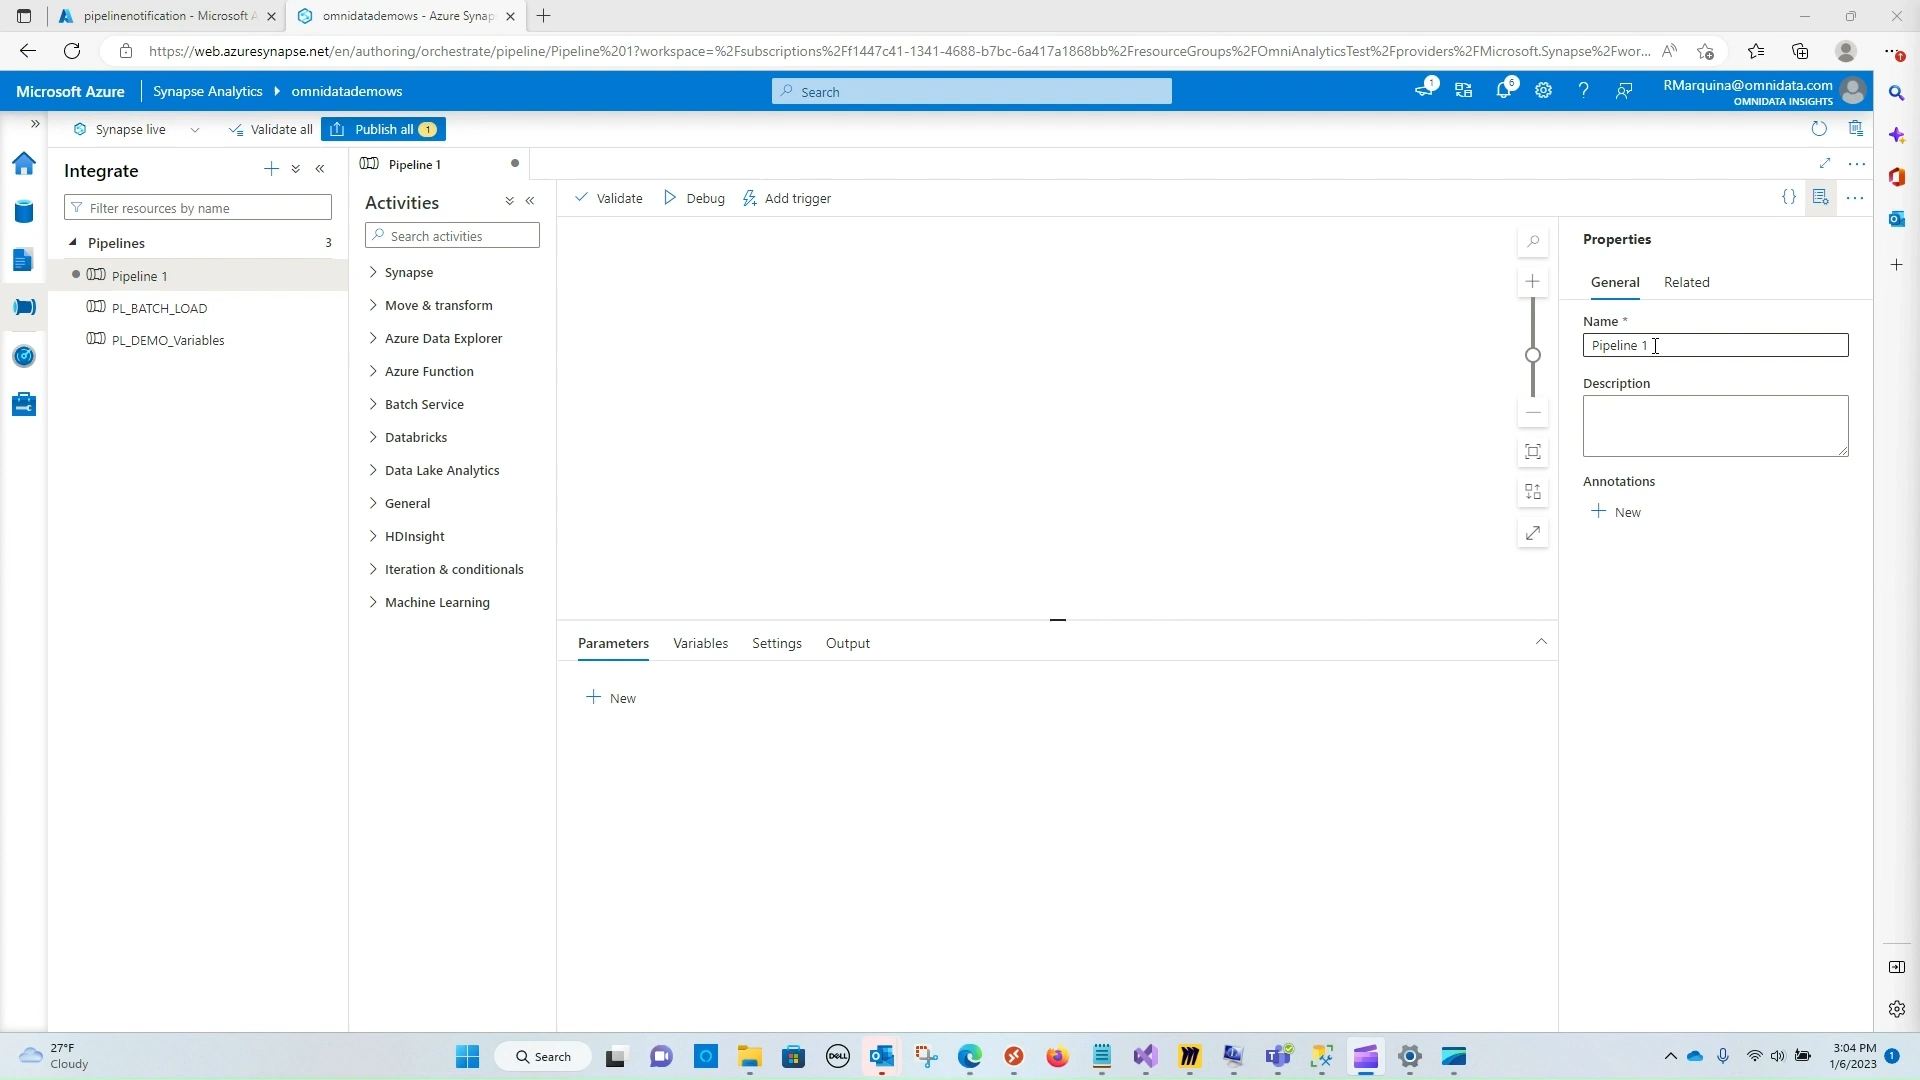 pipelinenotification - Microsoft A
omnidatademows - Azure Synap
https://web.azuresynapse.net/en/authoring/orchestrate/pipeline/Pipeline%201?workspace=%2Fsubscriptions%2Ff1447c41-1341-4688-b7bc-6a417a1868bb%2FresourceGroups%2FOmniAnalyticsTest%2Fproviders%2FMicrosoft.Synapse%2Fwor...
Microsoft Azure
Synapse Analytics
omnidatademows
Search
1
6
RMarquina@omnidata.com
OMNIDATA INSIGHTS
Synapse live
Validate all
Publish all 1
Integrate
Filter resources by name
Pipelines 3
Pipeline 1
PL_BATCH_LOAD
PL_DEMO_Variables
Pipeline 1
Activities
Search activities
Synapse
Move & transform
Azure Data Explorer
Azure Function
Batch Service
Databricks
Data Lake Analytics
General
HDInsight
Iteration & conditionals
Machine Learning
Validate
Debug
Add trigger
Parameters
Variables
Settings
Output
New
Properties
General
Related
Name *
Pipeline 1
Description
Annotations
New
27°F
Cloudy
Search
DELL
3:04 PM
1/6/2023
1